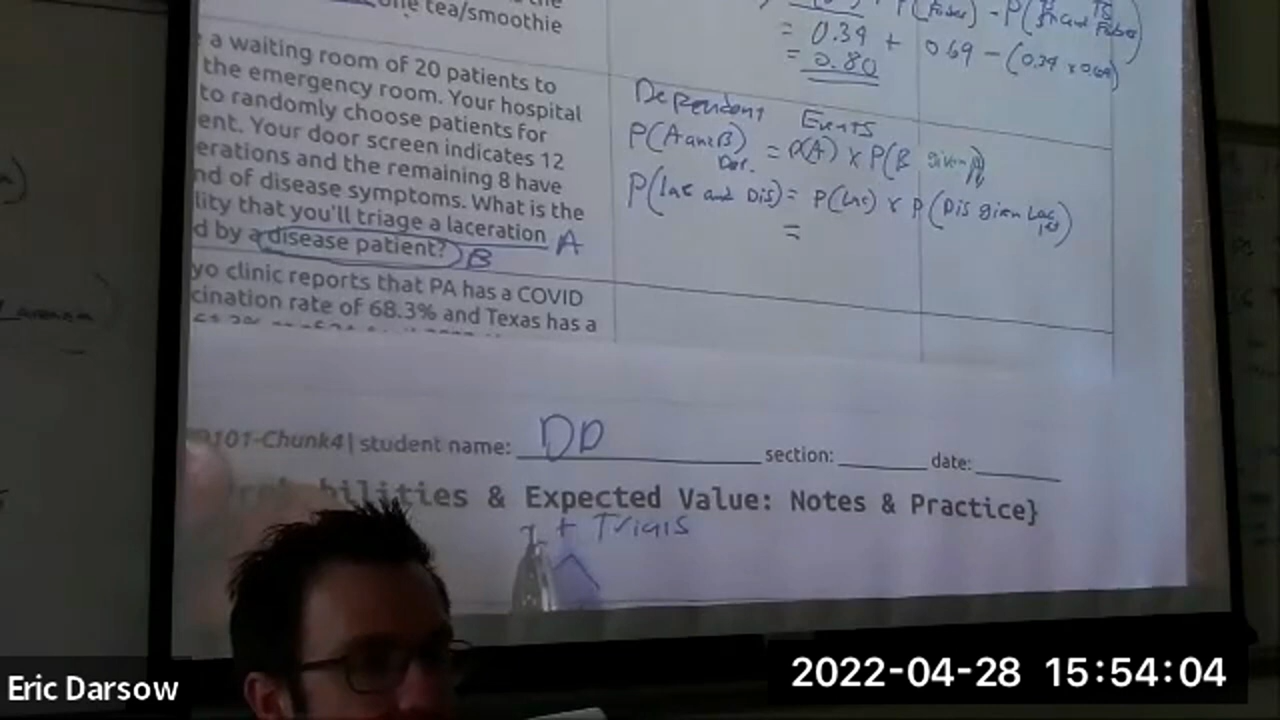 one tea/smoothie
a waiting room of 20 patients to
the emergency room. Your hospital
to randomly choose patients for
ent. Your door screen indicates 12
erations and the remaining 8 have
nd of disease symptoms. What is the
lity that you'll triage a laceration A
d by a disease patient? B
yo clinic reports that PA has a COVID
cination rate of 68.3% and Texas has a
= 0.39 + 0.69 - (0.39 x 0.69)
= 0.80
Dependent Events
P(A and B) = P(A) x P(B given A)
P(Lac and Dis) = P(Lac) x P(Dis given Lac 1st)
=
101-Chunk4 | student name: DD section: date:
bilities & Expected Value: Notes & Practice}
+ Trials
Eric Darsow
2022-04-28 15:54:04